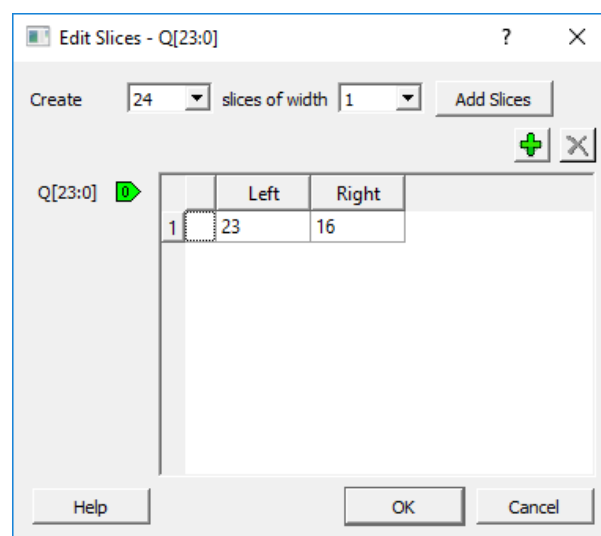 Edit Slices - Q[23:0] ?
Create 24 slices of width 1 Add Slices
Q[23:0] 0 Left Right
1 23 16
Help OK Cancel